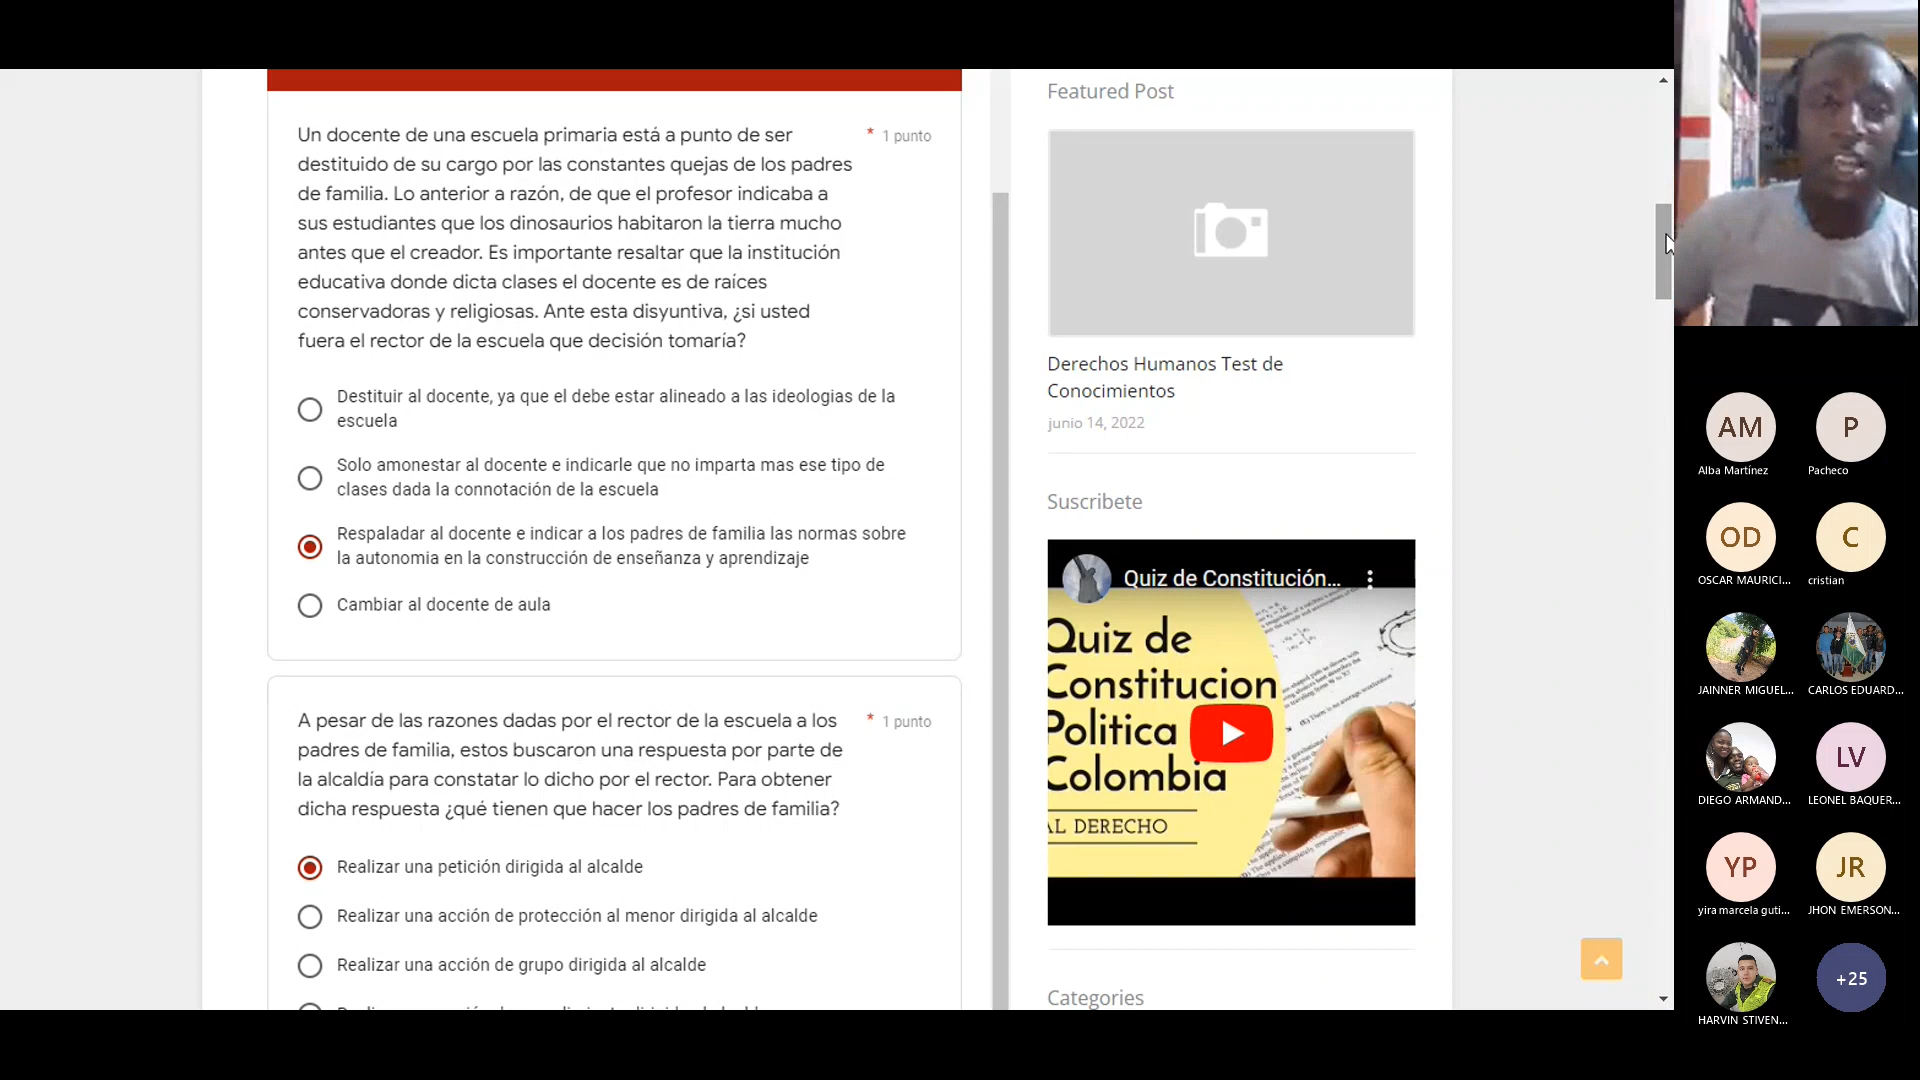 Un docente de una escuela primaria está a punto de ser
destituido de su cargo por las constantes quejas de los padres
de familia. Lo anterior a razón, de que el profesor indicaba a
sus estudiantes que los dinosaurios habitaron la tierra mucho
antes que el creador. Es importante resaltar que la institución
educativa donde dicta clases el docente es de raíces
conservadoras y religiosas. Ante esta disyuntiva, ¿si usted
fuera el rector de la escuela que decisión tomaría?
* 1 punto
Destituir al docente, ya que el debe estar alineado a las ideologias de la
escuela
Solo amonestar al docente e indicarle que no imparta mas ese tipo de
clases dada la connotación de la escuela
Respaladar al docente e indicar a los padres de familia las normas sobre
la autonomia en la construcción de enseñanza y aprendizaje
Cambiar al docente de aula
A pesar de las razones dadas por el rector de la escuela a los
padres de familia, estos buscaron una respuesta por parte de
la alcaldía para constatar lo dicho por el rector. Para obtener
dicha respuesta ¿qué tienen que hacer los padres de familia?
* 1 punto
Realizar una petición dirigida al alcalde
Realizar una acción de protección al menor dirigida al alcalde
Realizar una acción de grupo dirigida al alcalde
Featured Post
Derechos Humanos Test de
Conocimientos
junio 14, 2022
Suscribete
Quiz de Constitución...
Quiz de
Constitucion
Politica
Colombia
AL DERECHO
Categories
AM
Alba Martínez
P
Pacheco
OD
OSCAR MAURICI...
C
cristian
JAINNER MIGUEL...
CARLOS EDUARD...
DIEGO ARMAND...
LV
LEONEL BAQUER...
YP
yira marcela guti...
JR
JHON EMERSON...
HARVIN STIVEN...
+25